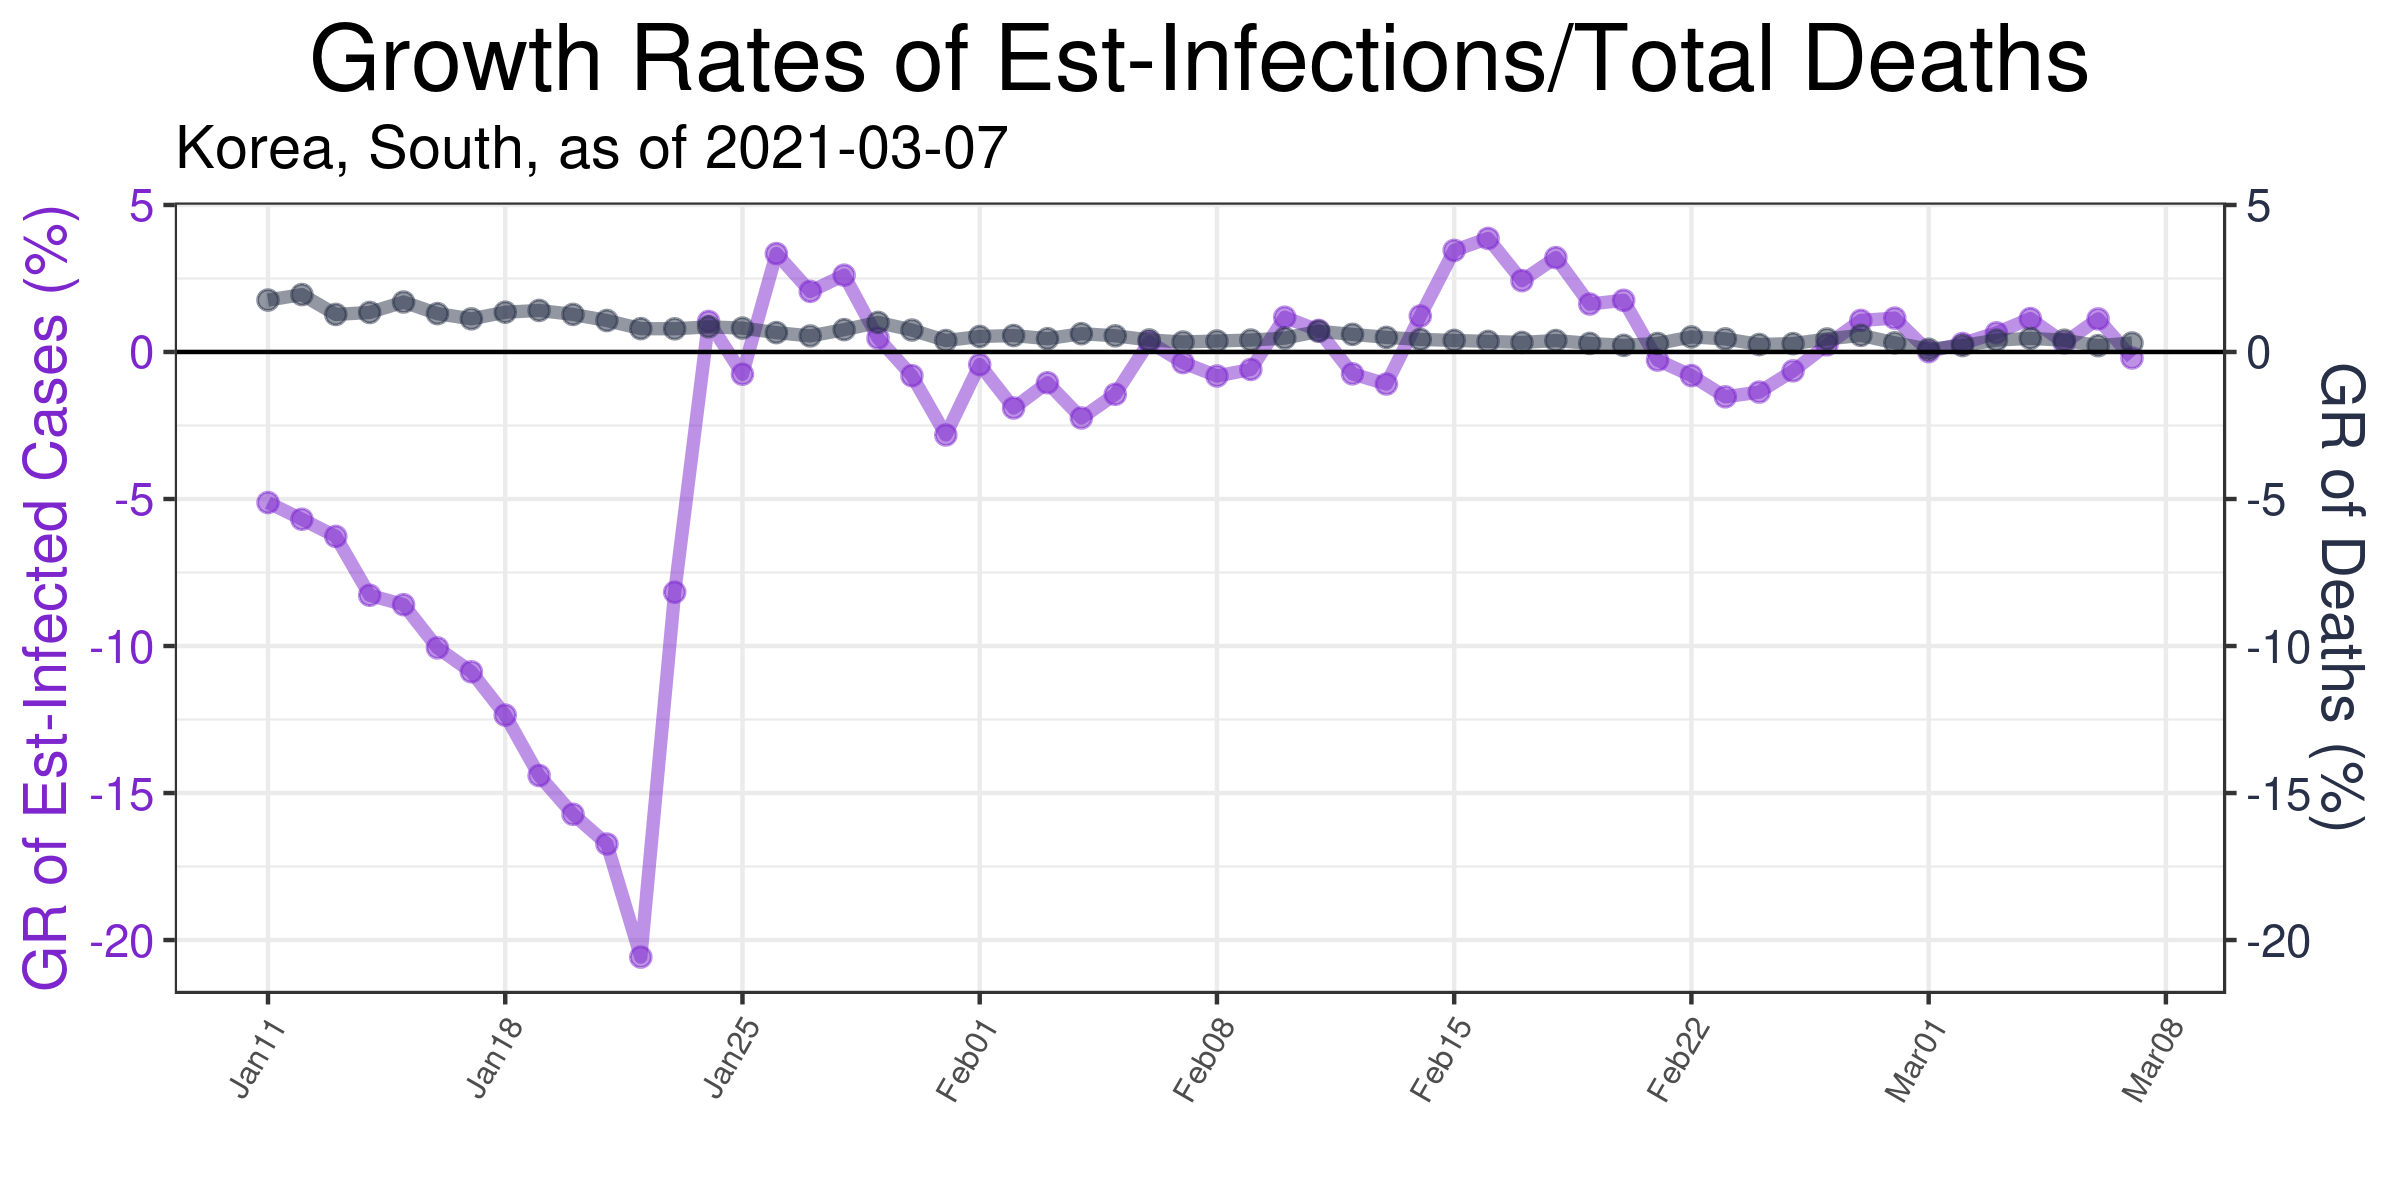 Growth Rates of Est-Infections/Total Deaths
Korea, South, as of 2021-03-07
GR of Est-Infected Cases (%)
5
0
-5
-10
-15
-20
5
0
-5
-10
-15
-20
GR of Deaths (%)
Jan11
Jan18
Jan25
Feb01
Feb08
Feb15
Feb22
Mar01
Mar08